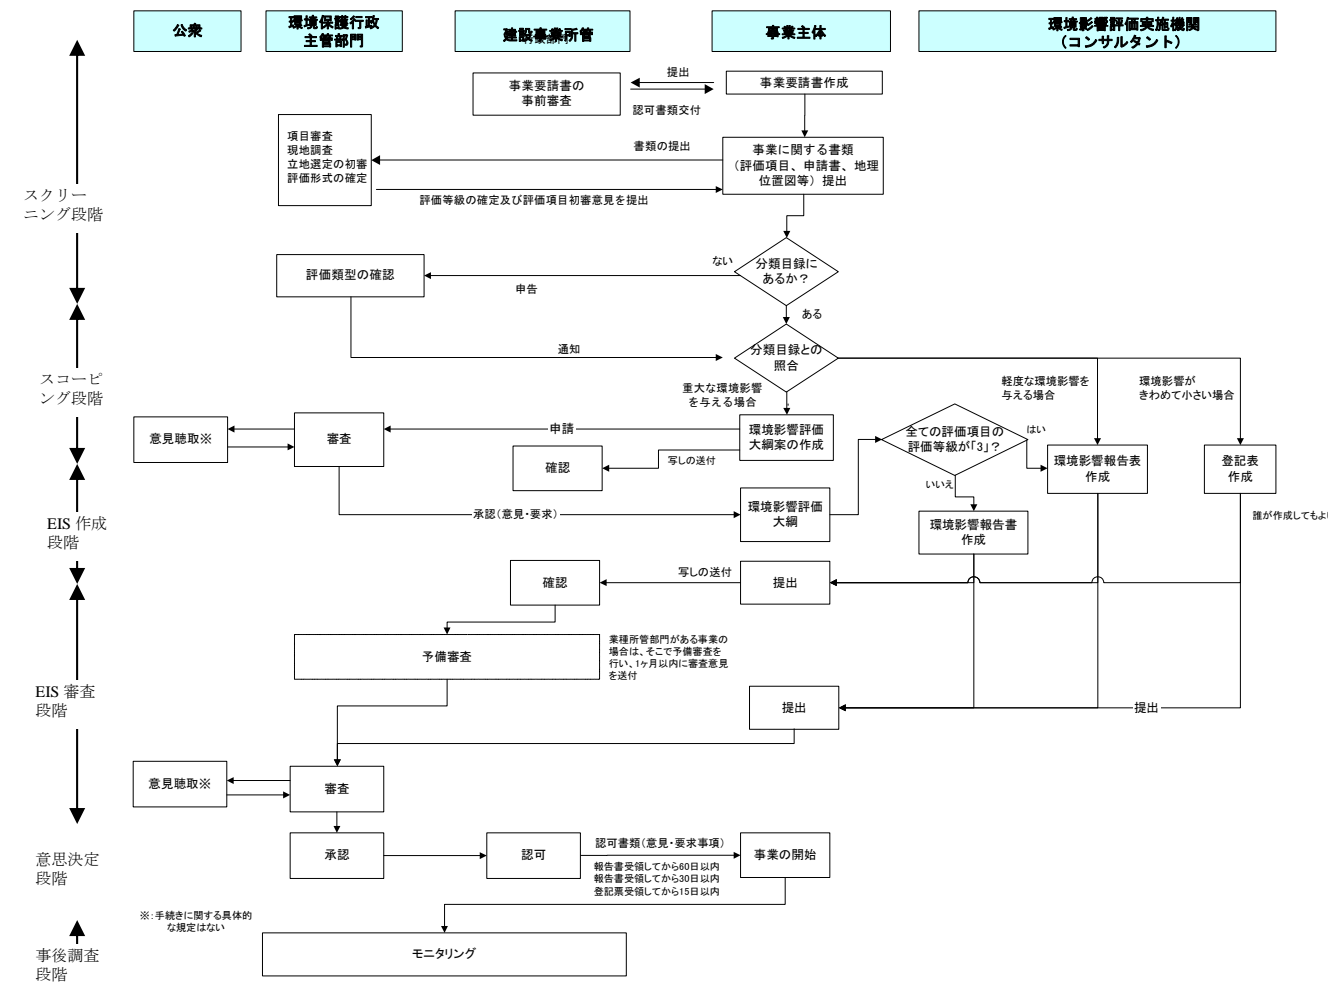 公衆
環境保護行政
主管部門
建設事業所管
事業主体
環境影響評価実施機関
（コンサルタント）
スクリー
ニング段階
事業要請書の
事前審査
提出
認可書類交付
事業要請書作成
項目審査
現地調査
立地選定の初審
評価形式の確定
書類の提出
事業に関する書類
（評価項目、申請書、地理
位置図等）提出
評価等級の確定及び評価項目初審意見を提出
評価類型の確認
ない
申告
分類目録に
あるか？
ある
スコーピ
ング段階
通知
分類目録との
照合
重大な環境影響
を与える場合
軽度な環境影響を
与える場合
環境影響が
きわめて小さい場合
意見聴取※
審査
申請
環境影響評価
大綱案の作成
確認
写しの送付
全ての評価項目の
評価等級が「3」？
はい
いいえ
環境影響報告表
作成
登記表
作成
誰が作成してもよい
EIS 作成
段階
承認（意見・要求）
環境影響評価
大綱
環境影響報告書
作成
確認
写しの送付
提出
予備審査
業種所管部門がある事業の
場合は、そこで予備審査を
行い、1ヶ月以内に審査意見
を送付
EIS 審査
段階
提出
提出
意見聴取※
審査
意思決定
段階
承認
認可
認可書類（意見・要求事項）
報告書受領してから60日以内
報告書受領してから30日以内
登記票受領してから15日以内
事業の開始
※：手続きに関する具体的
な規定はない
事後調査
段階
モニタリング